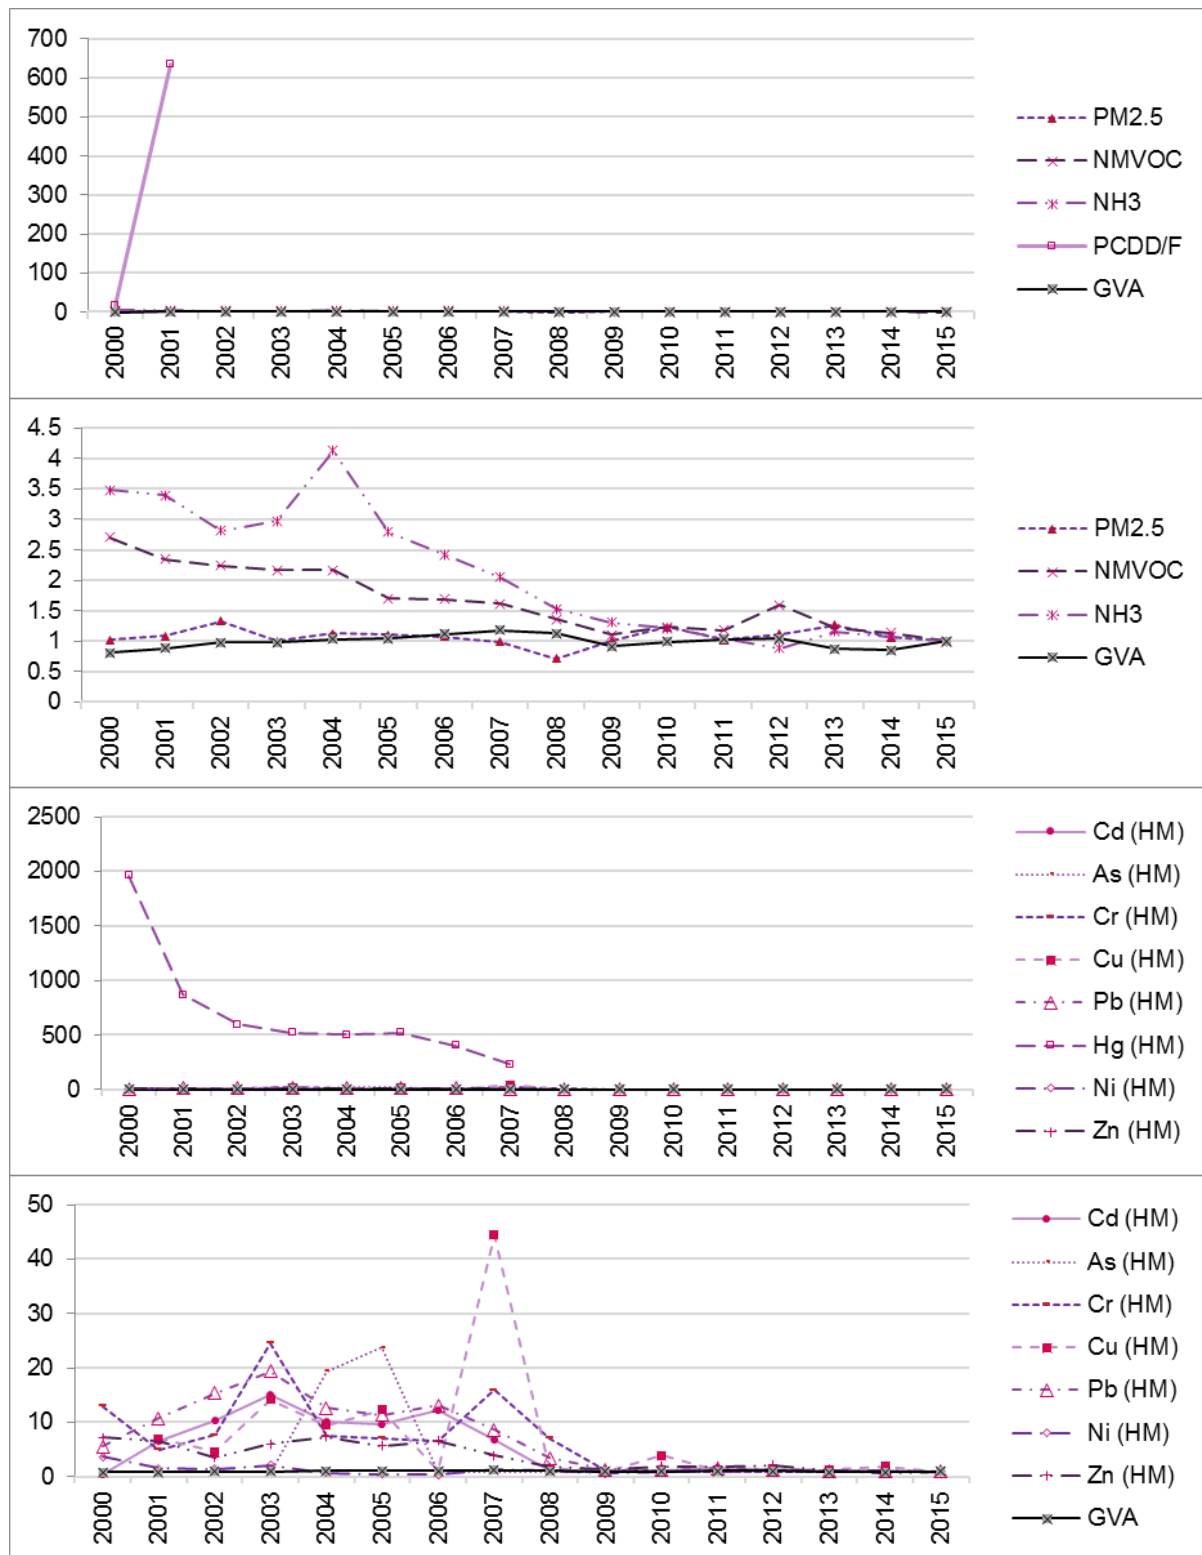 700
600
500
400
300
200
100
0
2000 2001 2002 2003 2004 2005 2006 2007 2008 2009 2010 2011 2012 2013 2014 2015
PM2.5
NMVOC
NH3
PCDD/F
GVA
4.5
4
3.5
3
2.5
2
1.5
1
0.5
0
2000 2001 2002 2003 2004 2005 2006 2007 2008 2009 2010 2011 2012 2013 2014 2015
PM2.5
NMVOC
NH3
GVA
2500
2000
1500
1000
500
0
2000 2001 2002 2003 2004 2005 2006 2007 2008 2009 2010 2011 2012 2013 2014 2015
Cd (HM)
As (HM)
Cr (HM)
Cu (HM)
Pb (HM)
Hg (HM)
Ni (HM)
Zn (HM)
50
40
30
20
10
0
2000 2001 2002 2003 2004 2005 2006 2007 2008 2009 2010 2011 2012 2013 2014 2015
Cd (HM)
As (HM)
Cr (HM)
Cu (HM)
Pb (HM)
Ni (HM)
Zn (HM)
GVA